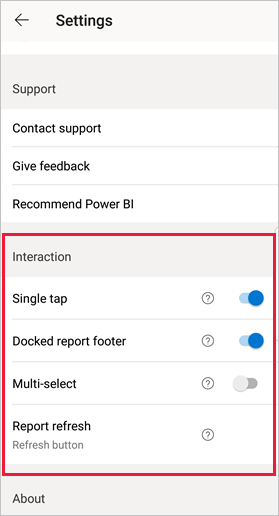 Settings
Support
Contact support
Give feedback
Recommend Power BI
Interaction
Single tap
Docked report footer
Multi-select
Report refresh
Refresh button
About